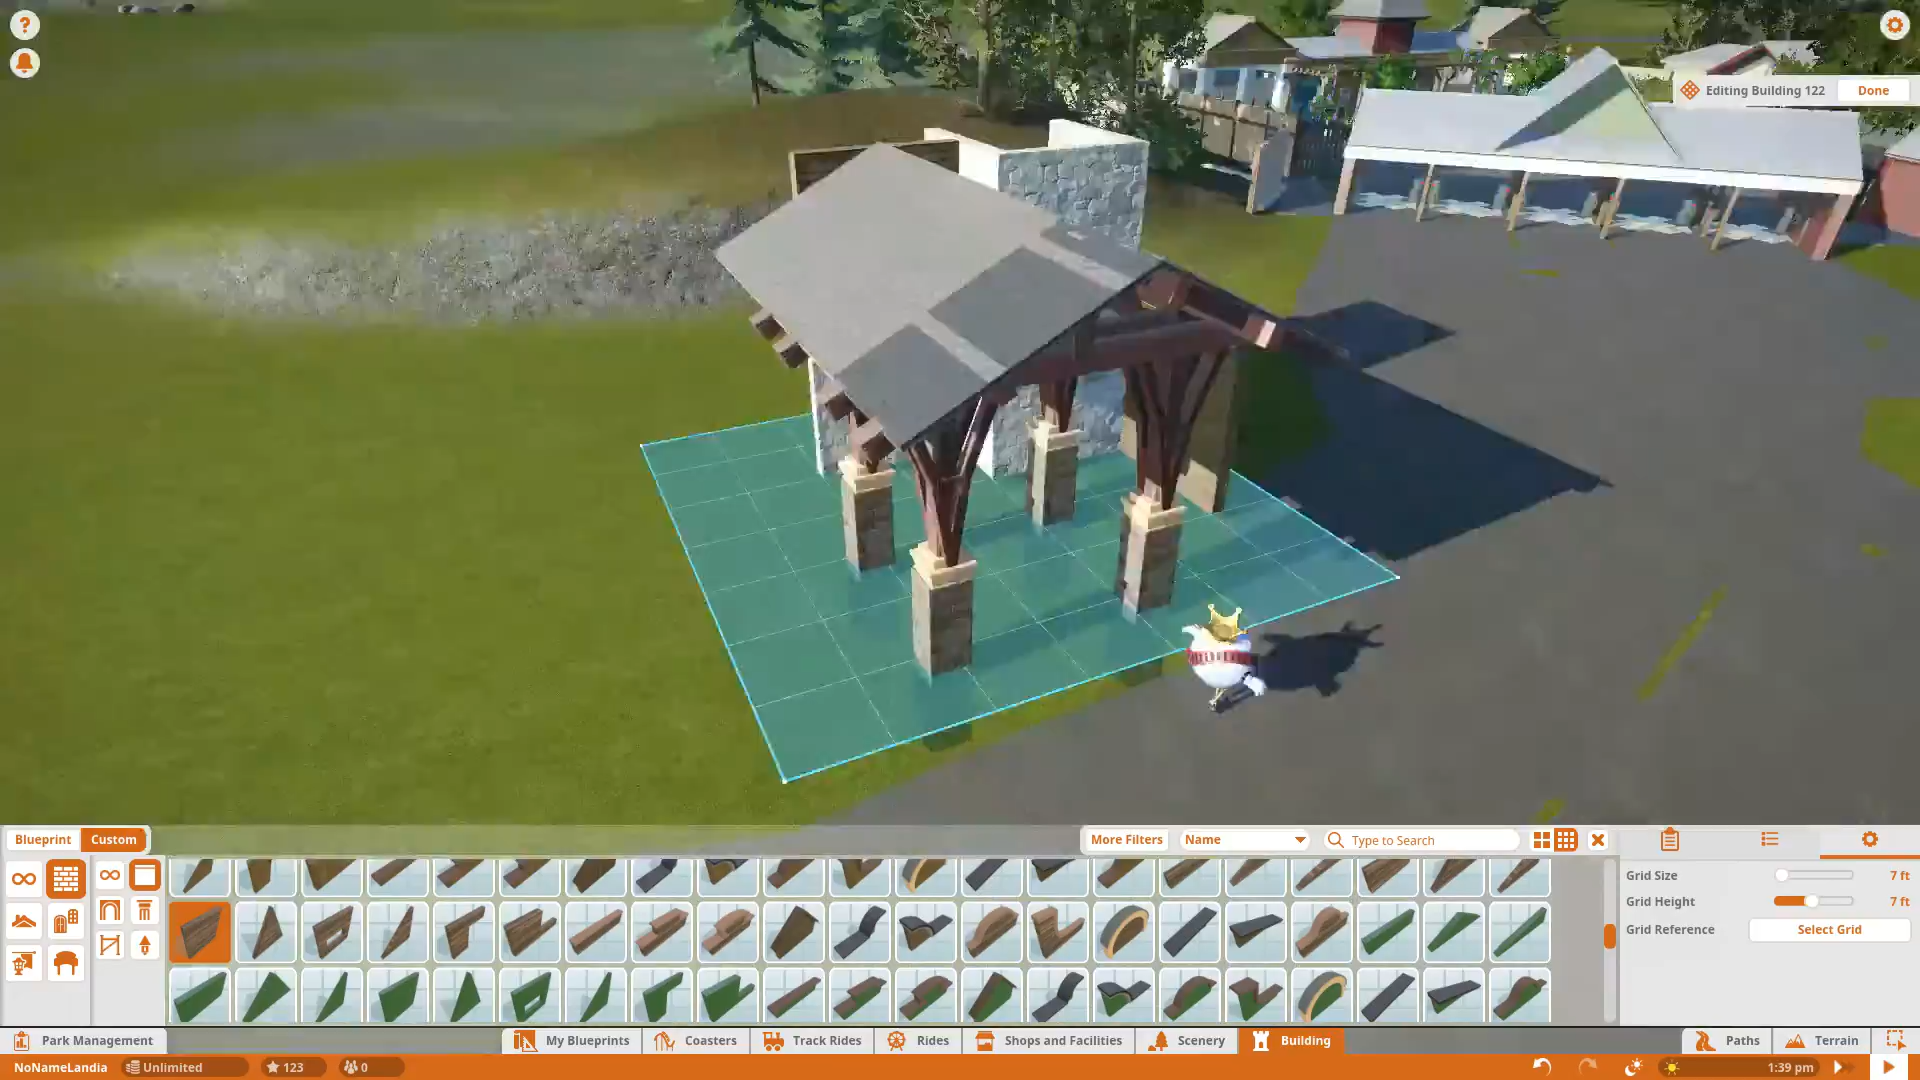 ?
Editing Building 122
Done
Blueprint
Custom
More Filters
Name
Type to Search
Grid Size
7 ft
Grid Height
7 ft
Grid Reference
Select Grid
Park Management
My Blueprints
Coasters
Track Rides
Rides
Shops and Facilities
Scenery
Building
Paths
Terrain
NoNameLandia
Unlimited
123
0
1:39 pm